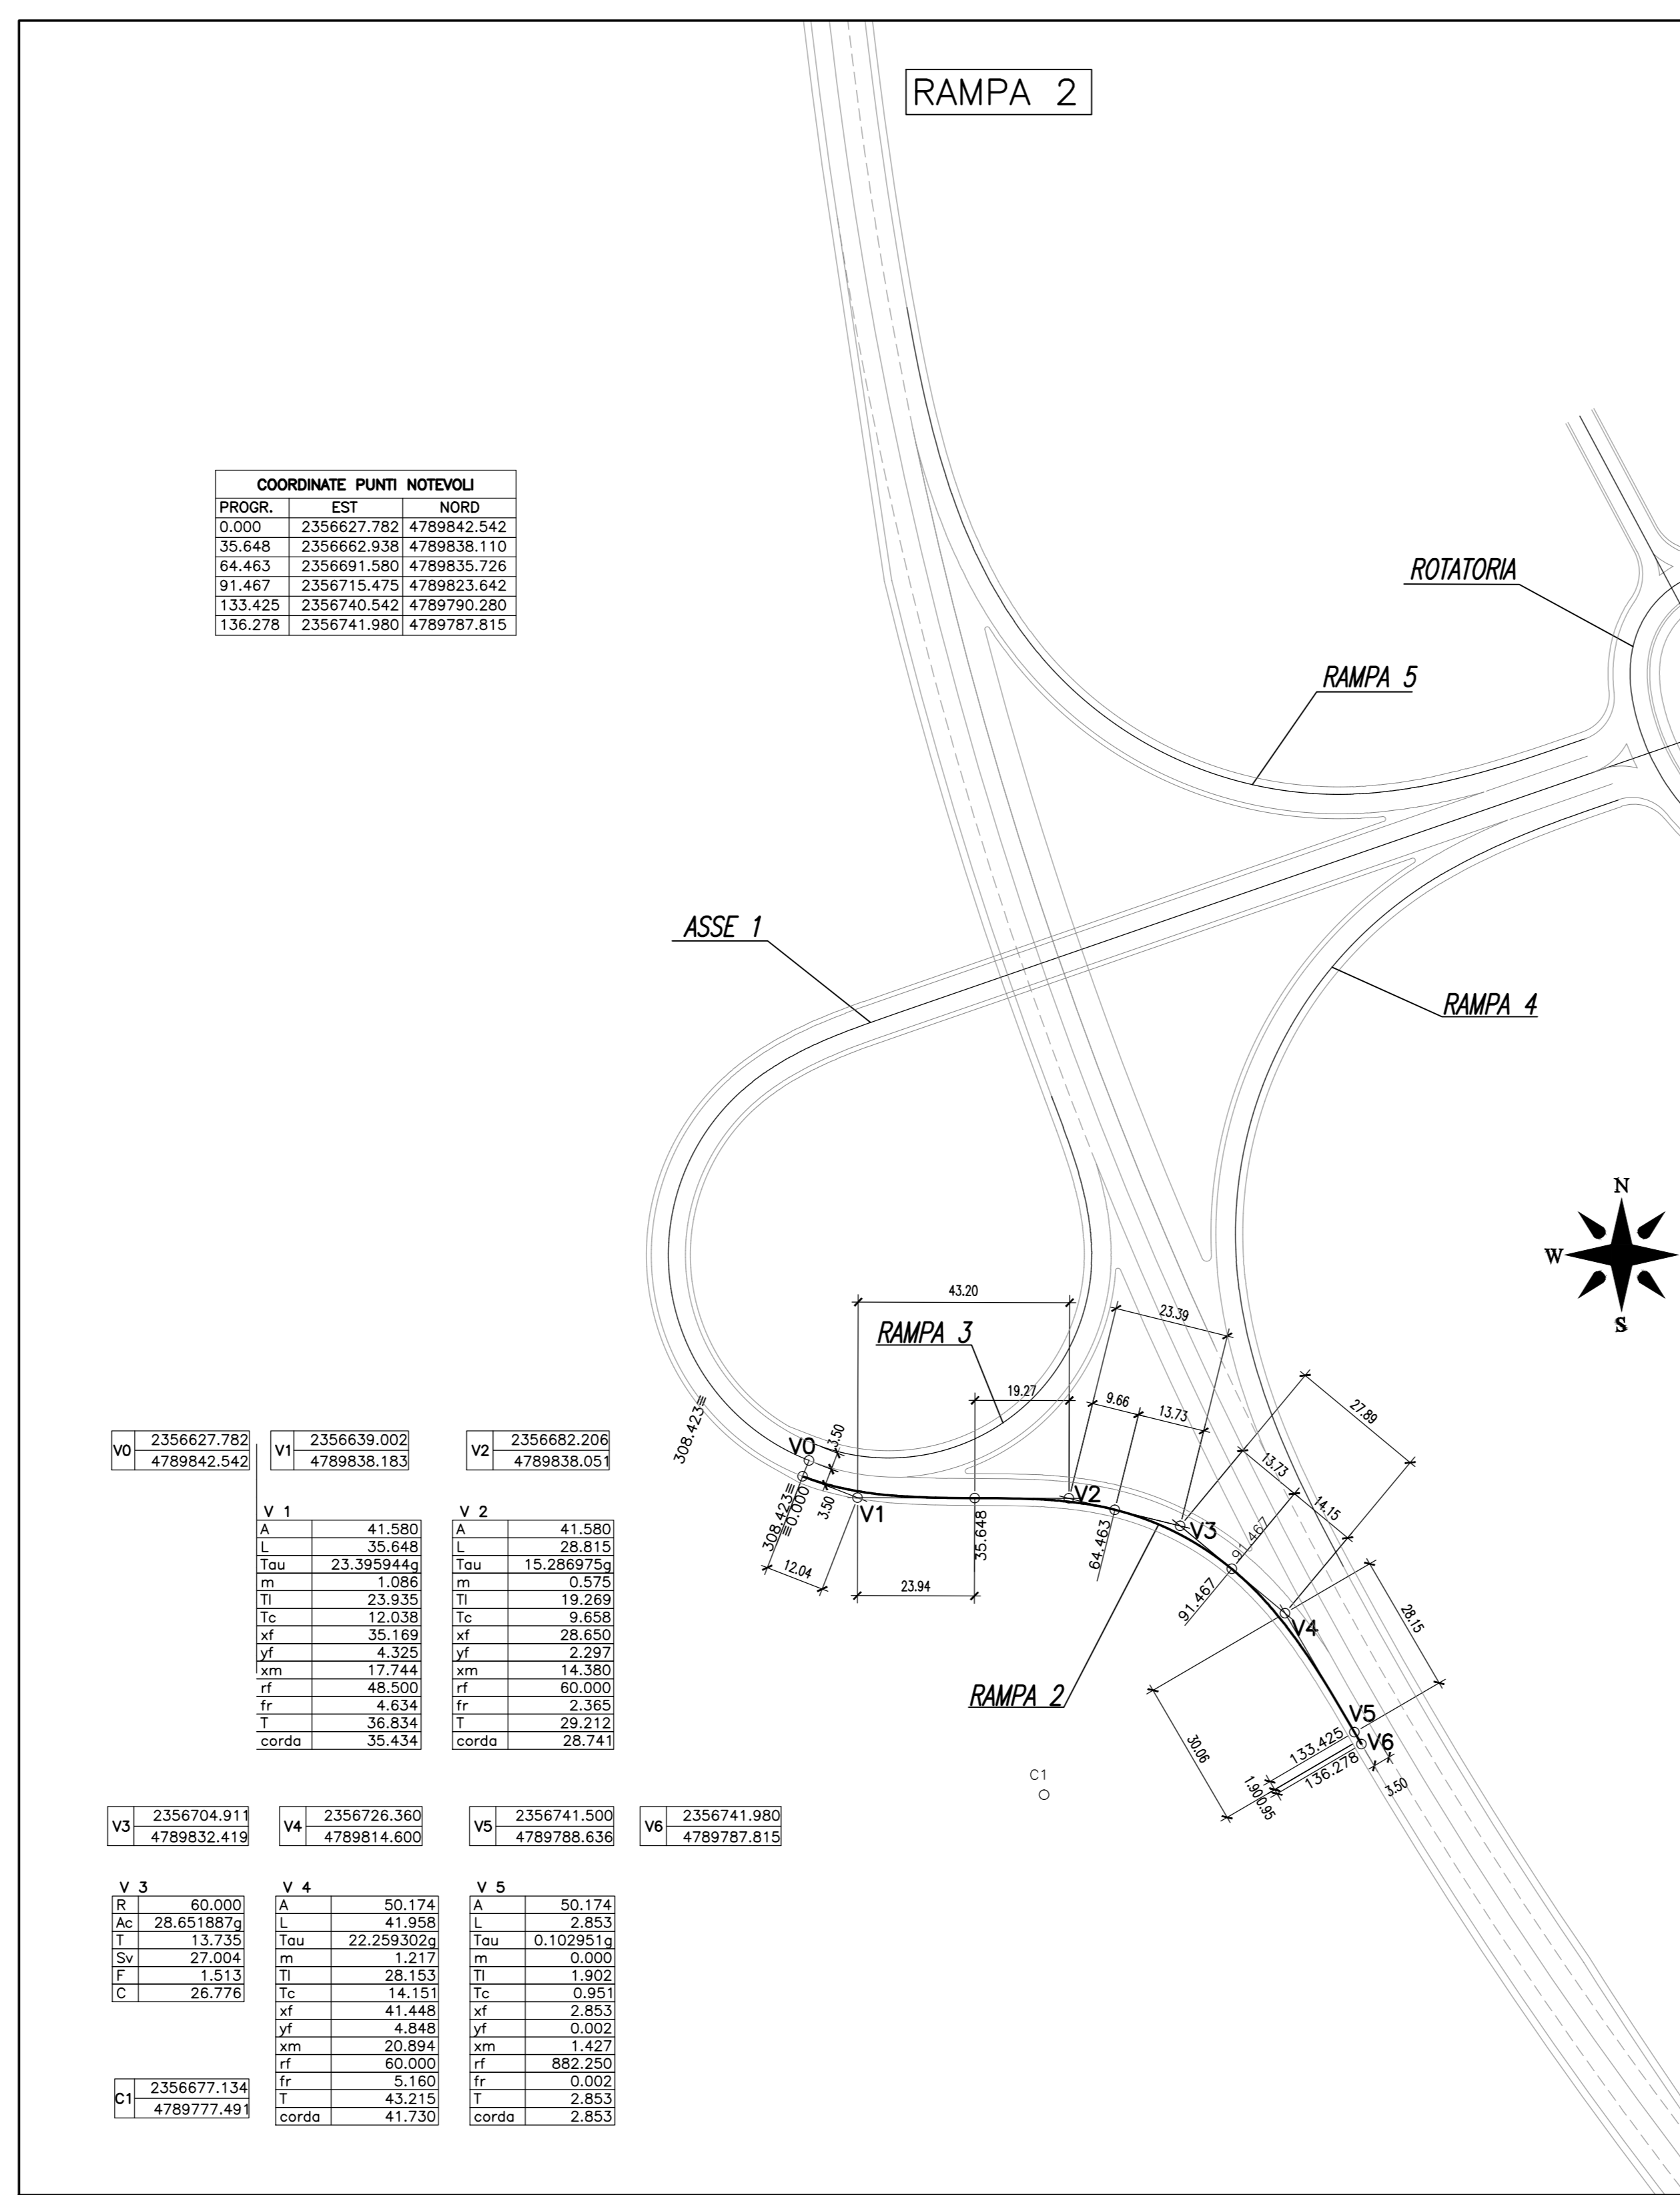 RAMPA 2
COORDINATE PUNTI NOTEVOLI
PROGR. EST NORD
0.000 2356627.782 4789842.542
35.648 2356662.938 4789838.110
64.463 2356691.580 4789835.726
91.467 2356715.475 4789823.642
133.425 2356740.542 4789790.280
136.278 2356741.980 4789787.815
ROTATORIA
RAMPA 5
ASSE 1
RAMPA 4
N
W
S
43.20
23.39
RAMPA 3
19.27
9.66
13.73
27.89
13.73
14.15
308.423≡
3.50
V0
308.423≡
≡0.000
3.50
V1
V2
V3
12.04
23.94
35.648
64.463
91.467
91.467
V4
28.15
RAMPA 2
30.06
V5
V6
133.425
136.278
1.90
0.95
3.50
C1
V0 2356627.782
4789842.542
V1 2356639.002
4789838.183
V2 2356682.206
4789838.051
V 1
A 41.580
L 35.648
Tau 23.395944g
m 1.086
Tl 23.935
Tc 12.038
xf 35.169
yf 4.325
xm 17.744
rf 48.500
fr 4.634
T 36.834
corda 35.434
V 2
A 41.580
L 28.815
Tau 15.286975g
m 0.575
Tl 19.269
Tc 9.658
xf 28.650
yf 2.297
xm 14.380
rf 60.000
fr 2.365
T 29.212
corda 28.741
V3 2356704.911
4789832.419
V4 2356726.360
4789814.600
V5 2356741.500
4789788.636
V6 2356741.980
4789787.815
V 3
R 60.000
Ac 28.651887g
T 13.735
Sv 27.004
F 1.513
C 26.776
V 4
A 50.174
L 41.958
Tau 22.259302g
m 1.217
Tl 28.153
Tc 14.151
xf 41.448
yf 4.848
xm 20.894
rf 60.000
fr 5.160
T 43.215
corda 41.730
V 5
A 50.174
L 2.853
Tau 0.102951g
m 0.000
Tl 1.902
Tc 0.951
xf 2.853
yf 0.002
xm 1.427
rf 882.250
fr 0.002
T 2.853
corda 2.853
C1 2356677.134
4789777.491